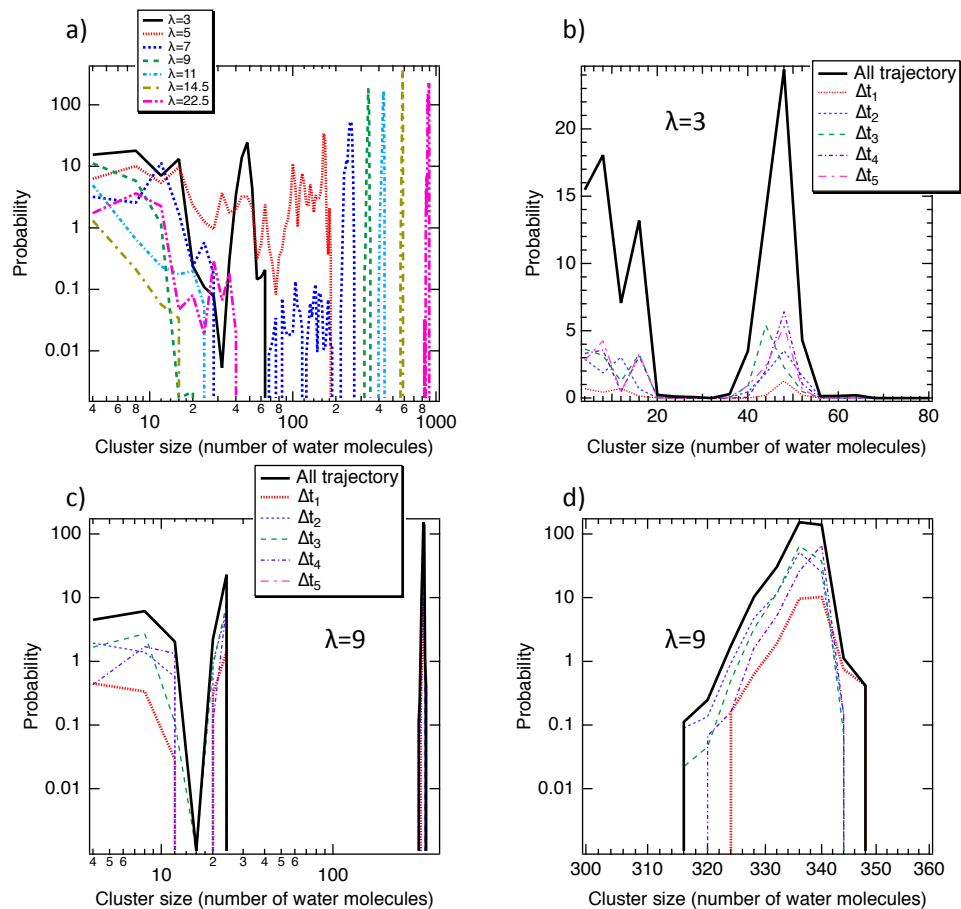 a)
λ=3
λ=5
λ=7
λ=9
λ=11
λ=14.5
λ=22.5
Probability
100
10
1
0.1
0.01
4 6 8 10 2 4 6 8 100 2 4 6 8 1000
Cluster size (number of water molecules)
b)
λ=3
All trajectory
Δt1
Δt2
Δt3
Δt4
Δt5
Probability
20
15
10
5
0
20 40 60 80
Cluster size (number of water molecules)
c)
All trajectory
Δt1
Δt2
Δt3
Δt4
Δt5
λ=9
Probability
100
10
1
0.1
0.01
4 5 6 10 2 3 4 5 6 100
Cluster size (number of water molecules)
d)
λ=9
Probability
100
10
1
0.1
0.01
300 320 330 340 350 360
Cluster size (number of water molecules)